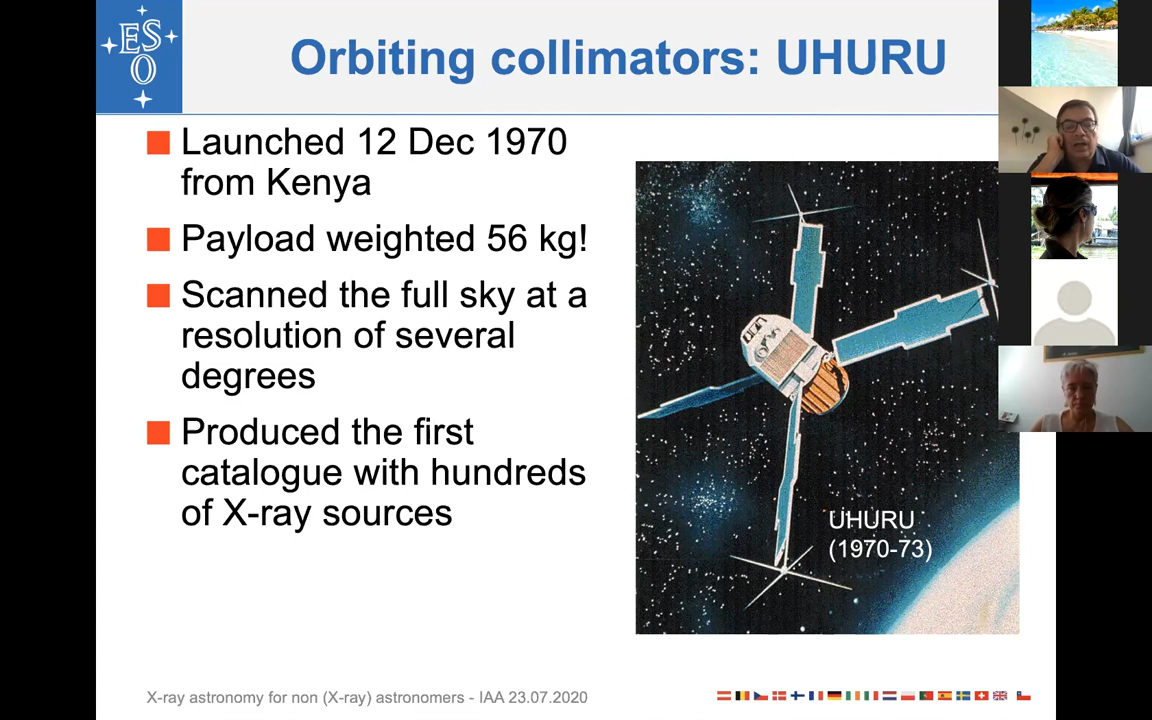 ES
O
Orbiting collimators: UHURU
Launched 12 Dec 1970
from Kenya
Payload weighted 56 kg!
Scanned the full sky at a
resolution of several
degrees
Produced the first
catalogue with hundreds
of X-ray sources
UHURU
(1970-73)
X-ray astronomy for non (X-ray) astronomers - IAA 23.07.2020